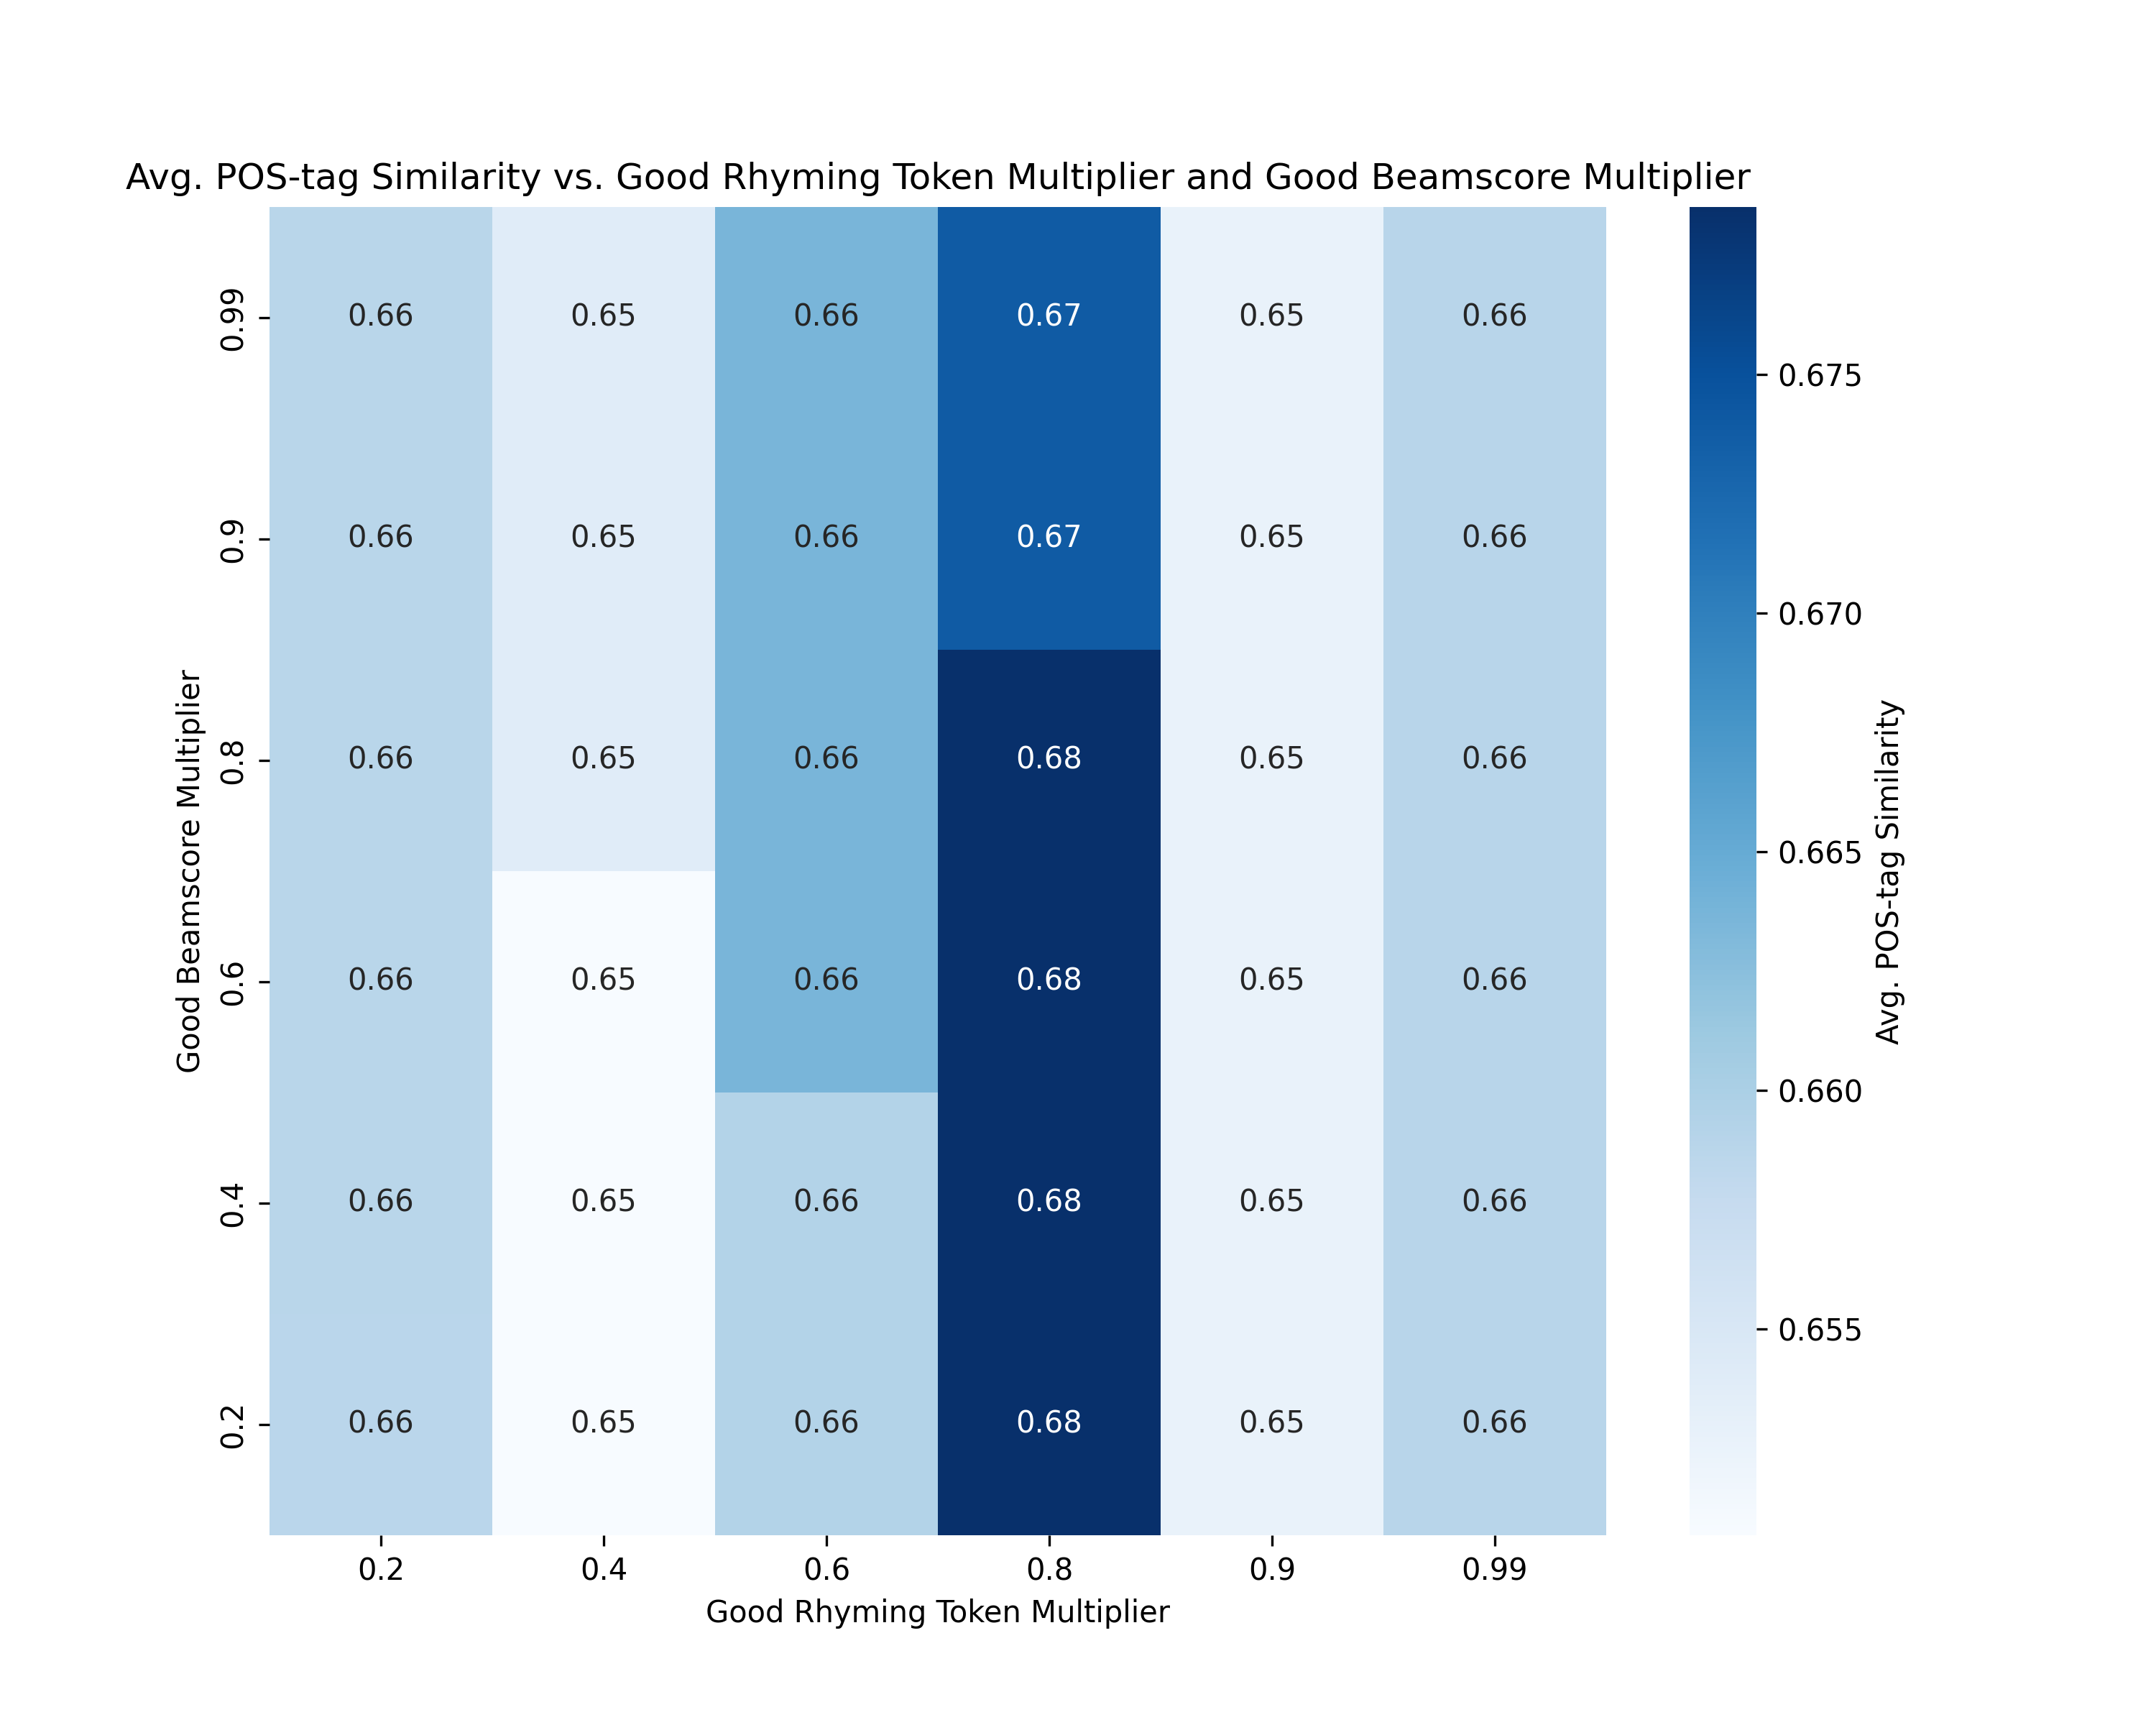 Avg. POS-tag Similarity vs. Good Rhyming Token Multiplier and Good Beamscore Multiplier
0.99 0.66 0.65 0.66 0.67 0.65 0.66
0.9 0.66 0.65 0.66 0.67 0.65 0.66
0.8 0.66 0.65 0.66 0.68 0.65 0.66
0.6 0.66 0.65 0.66 0.68 0.65 0.66
0.4 0.66 0.65 0.66 0.68 0.65 0.66
0.2 0.66 0.65 0.66 0.68 0.65 0.66
Good Beamscore Multiplier
0.2 0.4 0.6 0.8 0.9 0.99
Good Rhyming Token Multiplier
0.675
0.670
0.665
0.660
0.655
Avg. POS-tag Similarity